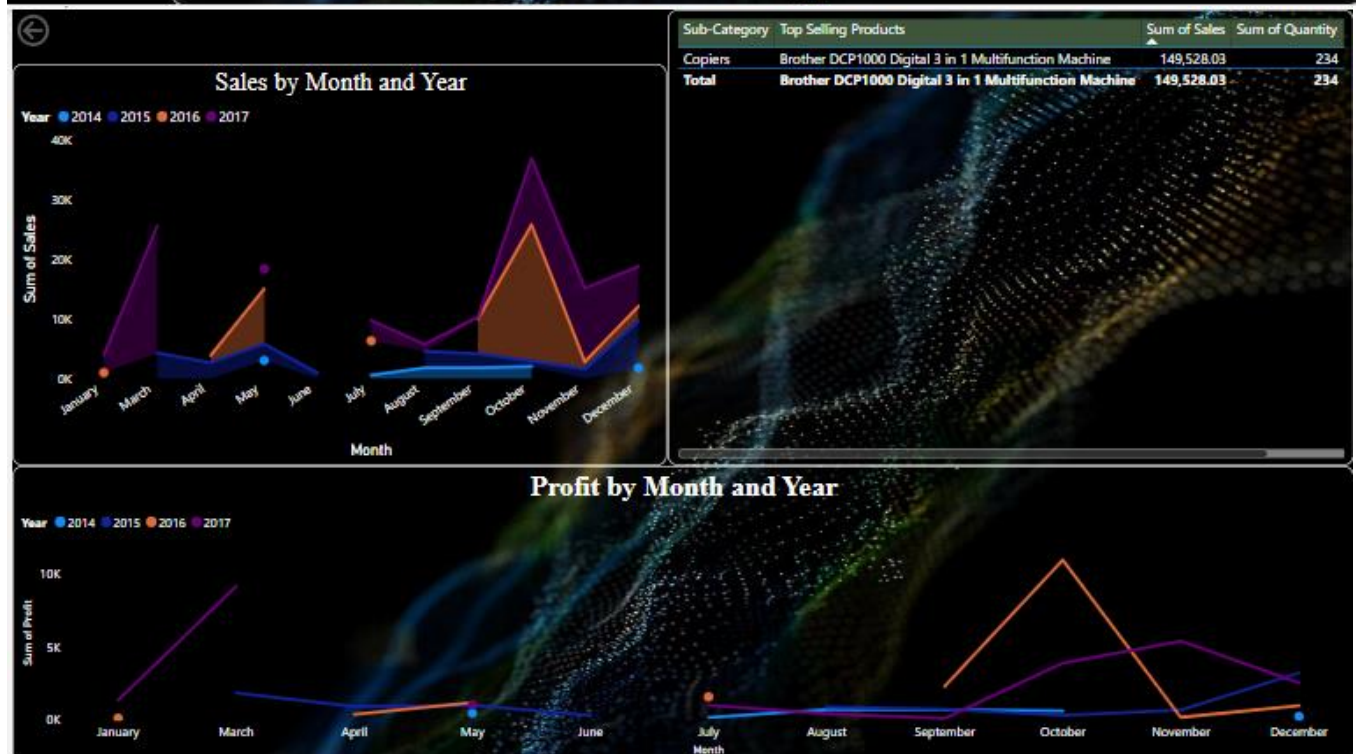 Sales by Month and Year
Year 2014 2015 2016 2017
40K
30K
20K
10K
0K
Sum of Sales
January March April May June July August September October November December
Month
Sub-Category Top Selling Products Sum of Sales Sum of Quantity
Copiers Brother DCP1000 Digital 3 in 1 Multifunction Machine 149,528.03 234
Total Brother DCP1000 Digital 3 in 1 Multifunction Machine 149,528.03 234
Profit by Month and Year
Year 2014 2015 2016 2017
10K
5K
0K
Sum of Profit
January March April May June July August September October November December
Month